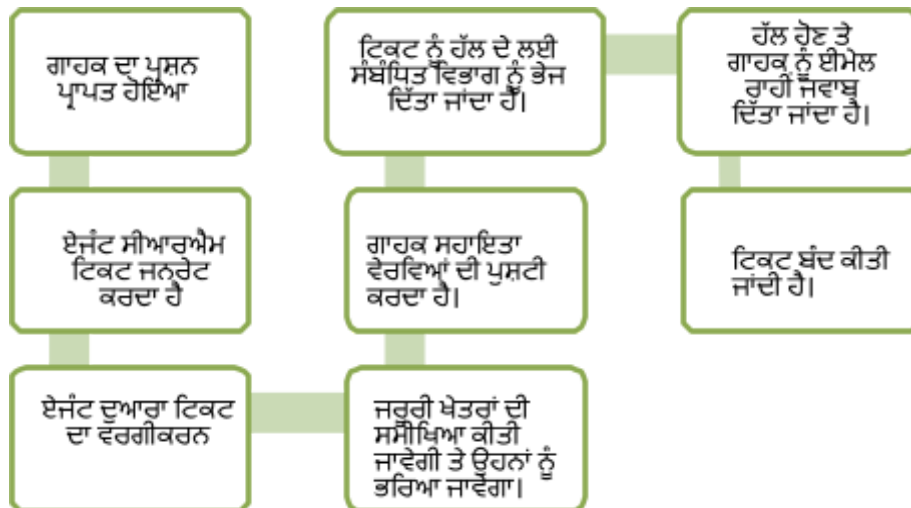 ਗਾਹਕ ਦਾ ਪ੍ਰਸ਼ਨ
ਪ੍ਰਾਪਤ ਹੋਇਆ
ਏਜੰਟ ਸੀਆਰਐਮ
ਟਿਕਟ ਜਨਰੇਟ
ਕਰਦਾ ਹੈ
ਏਜੰਟ ਦੁਆਰਾ ਟਿਕਟ
ਦਾ ਵਰਗੀਕਰਨ
ਜਰੂਰੀ ਖੇਤਰਾਂ ਦੀ
ਸਮੀਖਿਆ ਕੀਤੀ
ਜਾਵੇਗੀ ਤੇ ਉਹਨਾਂ ਨੂੰ
ਭਰਿਆ ਜਾਵੇਗਾ।
ਗਾਹਕ ਸਹਾਇਤਾ
ਵੇਰਵਿਆਂ ਦੀ ਪੁਸ਼ਟੀ
ਕਰਦਾ ਹੈ।
ਟਿਕਟ ਨੂੰ ਹੱਲ ਦੇ ਲਈ
ਸੰਬੰਧਿਤ ਵਿਭਾਗ ਨੂੰ ਭੇਜ
ਦਿੱਤਾ ਜਾਂਦਾ ਹੈ।
ਹੱਲ ਹੋਣ ਤੇ
ਗਾਹਕ ਨੂੰ ਈਮੇਲ
ਰਾਹੀਂ ਜਵਾਬ
ਦਿੱਤਾ ਜਾਂਦਾ ਹੈ।
ਟਿਕਟ ਬੰਦ ਕੀਤੀ
ਜਾਂਦੀ ਹੈ।